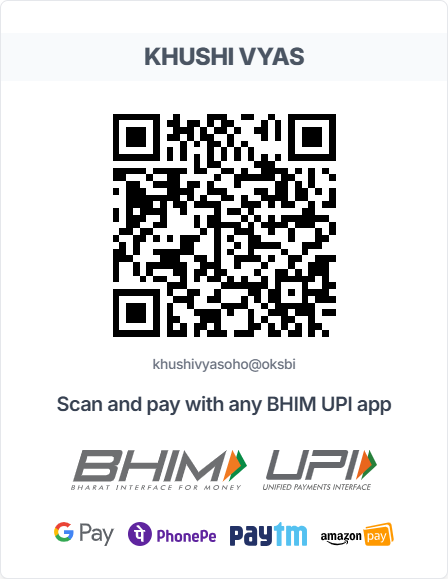 KHUSHI VYAS
khushivyasoho@oksbi
Scan and pay with any BHIM UPI app
BHIM
BHARAT INTERFACE FOR MONEY
UPI
UNIFIED PAYMENTS INTERFACE
G Pay
PhonePe
paytm
amazon pay